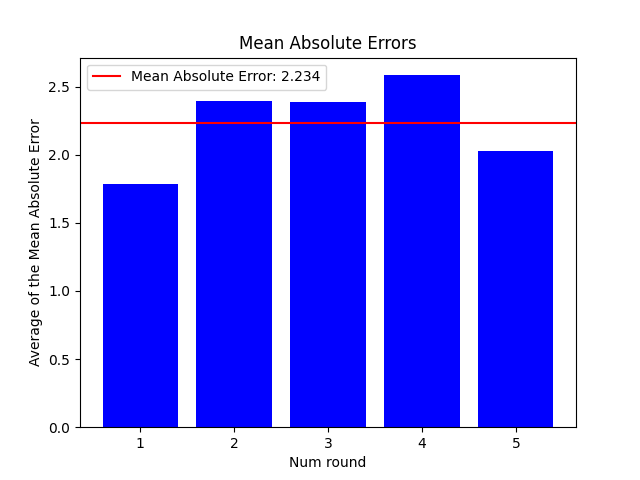 Mean Absolute Errors
Mean Absolute Error: 2.234
Average of the Mean Absolute Error
2.5
2.0
1.5
1.0
0.5
0.0
1 2 3 4 5
Num round